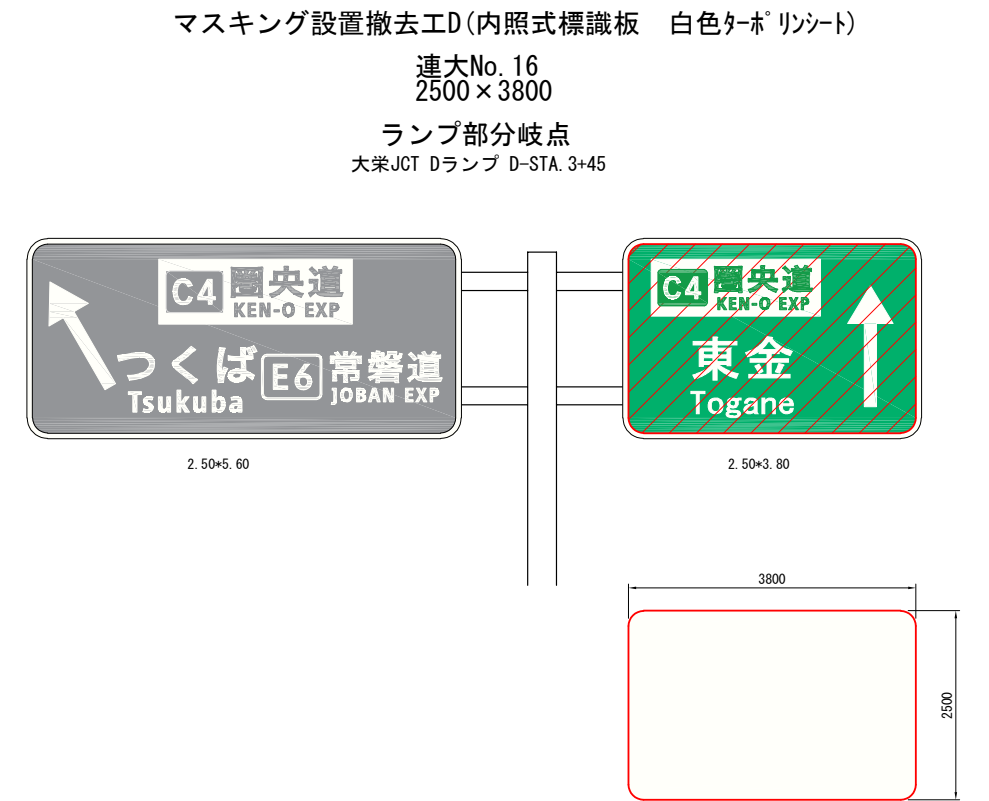 マスキング設置撤去工D(内照式標識板　白色ﾀｰﾎﾟﾘﾝｼｰﾄ)
連大No.16
2500×3800
ランプ部分岐点
大栄JCT Dランプ D-STA.3+45
C4 圏央道
KEN-O EXP
つくば E6 常磐道
Tsukuba JOBAN EXP
2.50*5.60
C4 圏央道
KEN-O EXP
東金
Togane
2.50*3.80
3800
2500